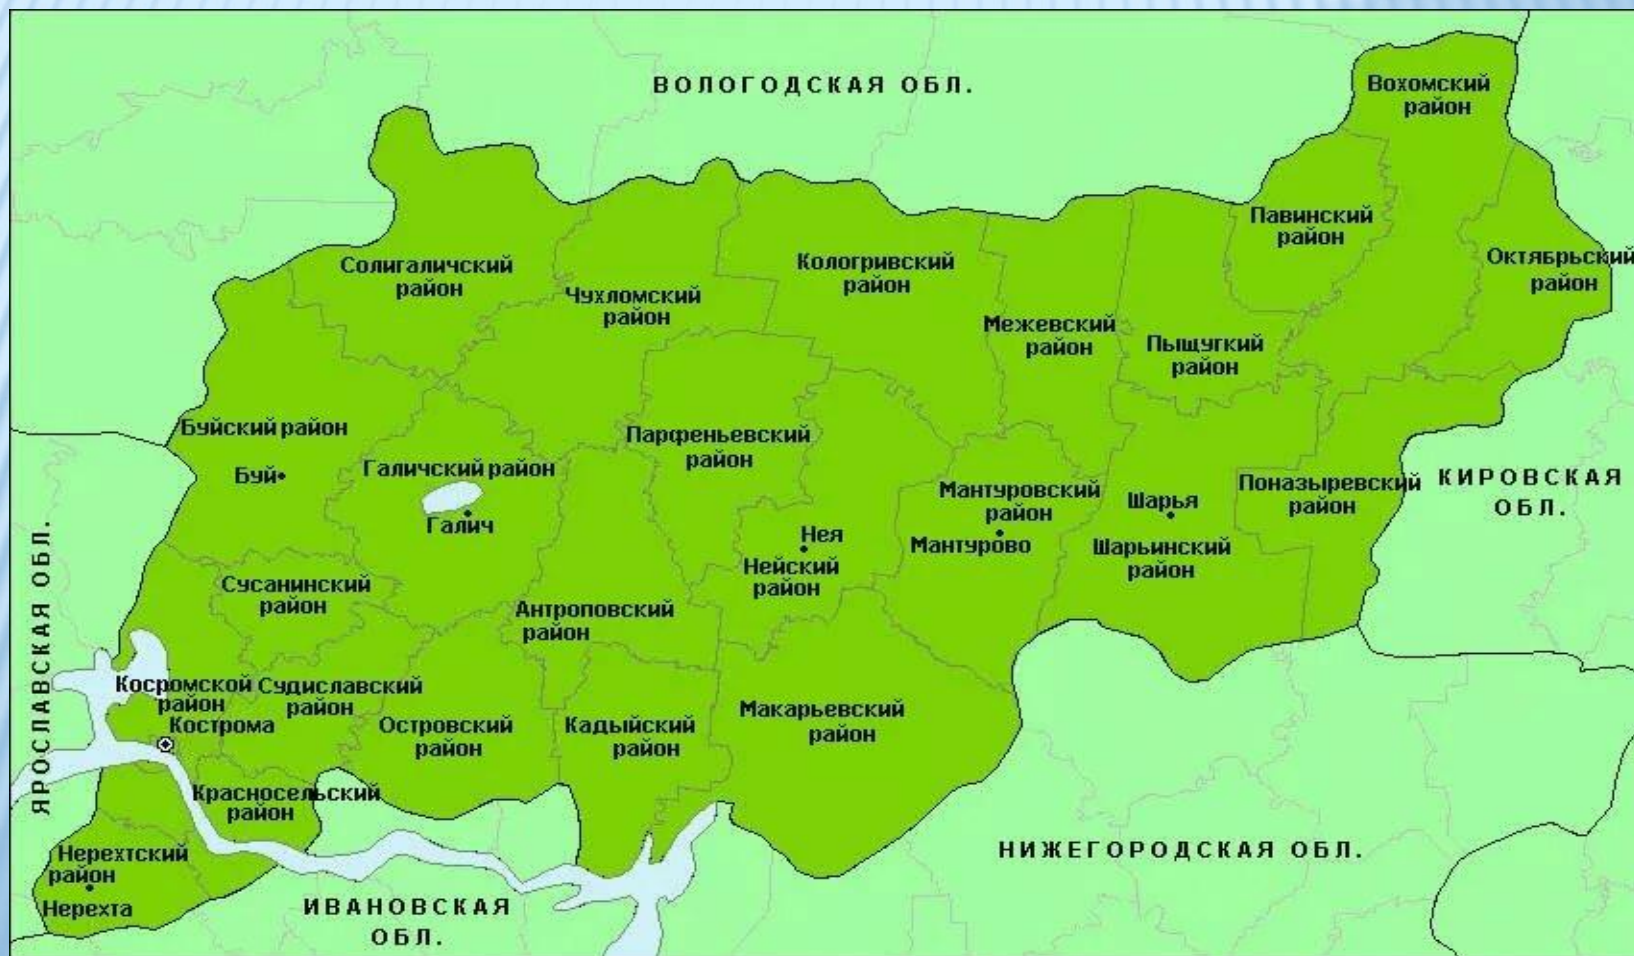 ВОЛОГОДСКАЯ ОБЛ.
Вохомский
район
Павинский
район
Октябрьский
район
Солигаличский
район
Чухломский
район
Кологривский
район
Межевский
район
Пыщугкий
район
Буйский район
Буй
Галичский район
Галич
Парфеньевский
район
Мантуровский
район
Мантурово
Шарья
Шарьинский
район
Поназыревский
район
КИРОВСКАЯ
ОБЛ.
Нея
Нейский
район
Сусанинский
район
Антроповский
район
ЯРОСЛАВСКАЯ ОБЛ.
Косромской
район
Кострома
Судиславский
район
Островский
район
Кадыйский
район
Макарьевский
район
Красносельский
район
Нерехтский
район
Нерехта
ИВАНОВСКАЯ
ОБЛ.
НИЖЕГОРОДСКАЯ ОБЛ.